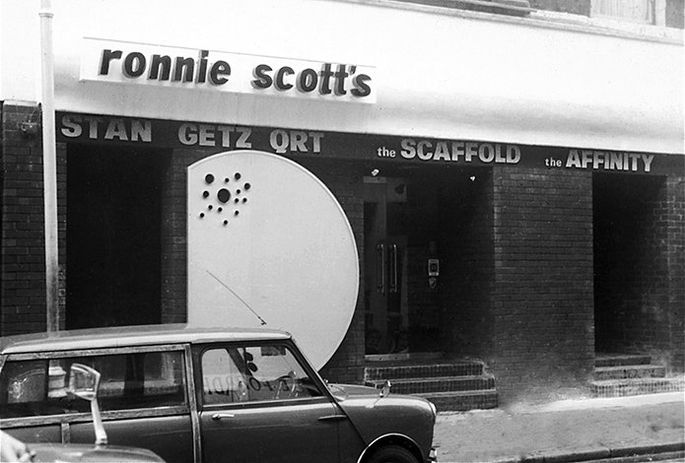 ronnie scott's
STAN GETZ QRT the SCAFFOLD the AFFINITY